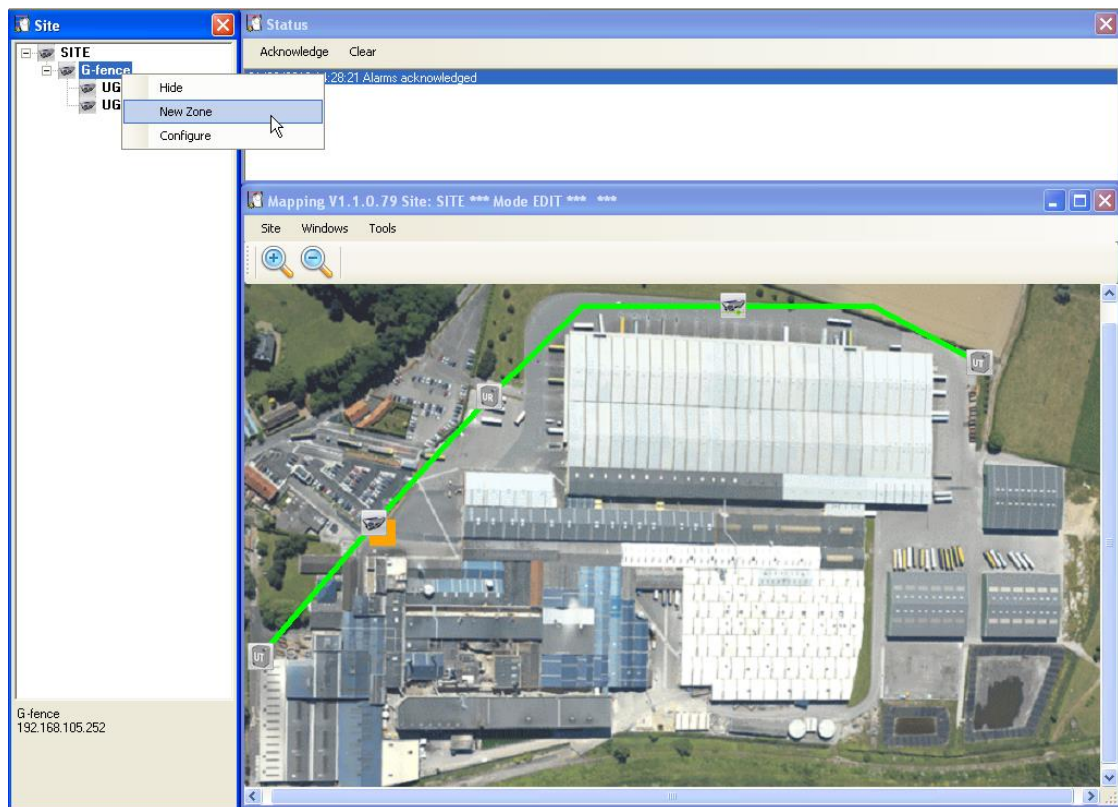 Site
SITE
G-fence
UG
UG
Hide
New Zone
Configure
G-fence
192.168.105.252
Status
Acknowledge Clear
:28:21 Alarms acknowledged
Mapping V1.1.0.79 Site: SITE *** Mode EDIT *** ***
Site Windows Tools
UT
UR
UT